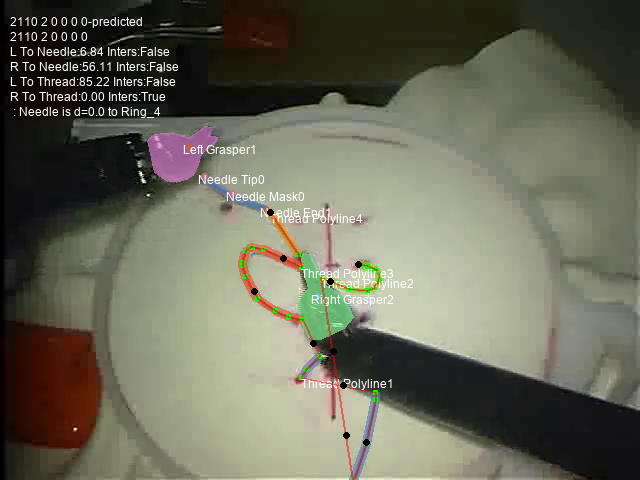 2110 2 0 0 0 0-predicted
2110 2 0 0 0 0
L To Needle:6.84 Inters:False
R To Needle:56.11 Inters:False
L To Thread:85.22 Inters:False
R To Thread:0.00 Inters:True
: Needle is d=0.0 to Ring_4
Left Grasper1
Needle Tip0
Needle Mask0
Needle End1
Thread Polyline4
Thread Polyline3
Thread Polyline2
Right Grasper2
Thread Polyline1